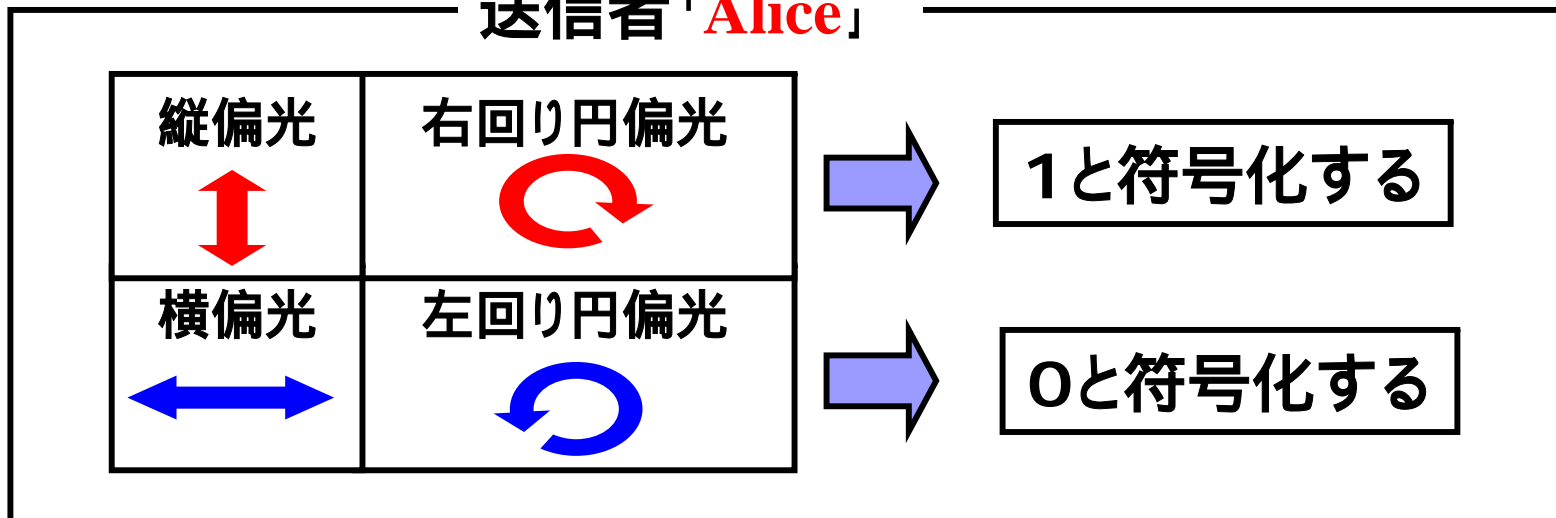 送信者「Alice」
縦偏光 右回り円偏光
1と符号化する
横偏光 左回り円偏光
0と符号化する